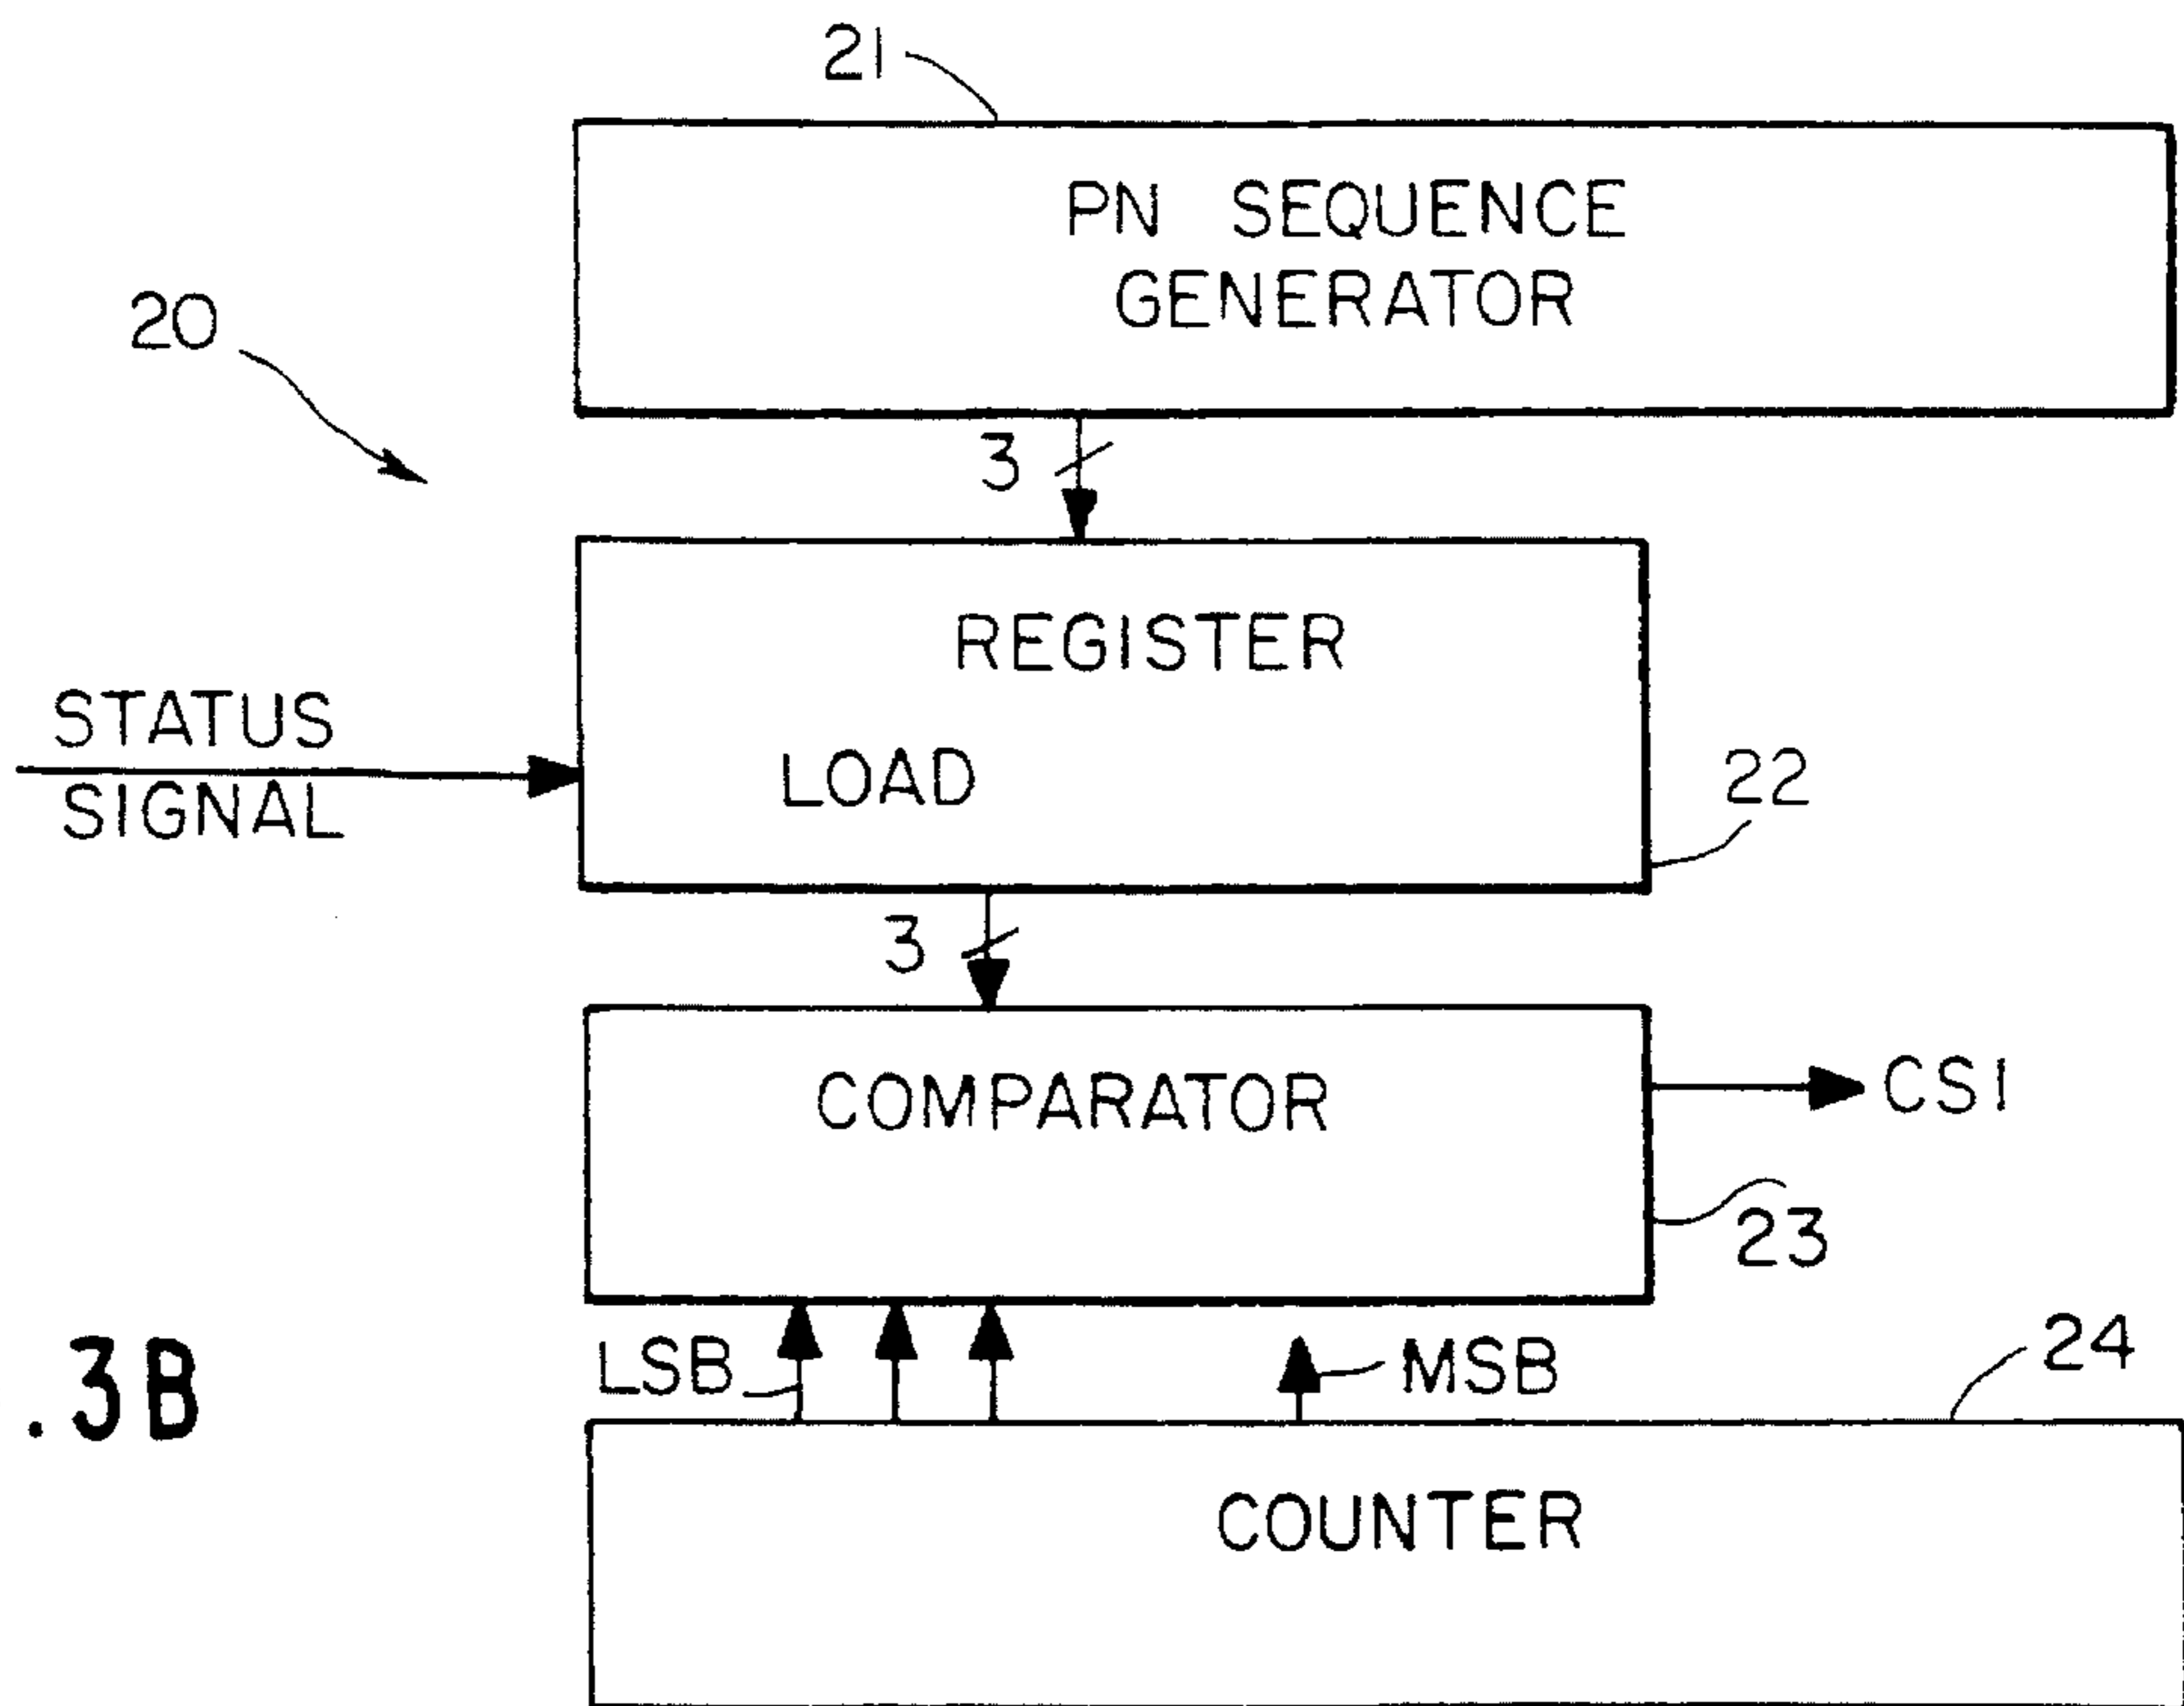 21
PN SEQUENCE
GENERATOR
20
3
REGISTER
STATUS
SIGNAL
LOAD
22
3
COMPARATOR
CS1
23
LSB
MSB
24
.3B
COUNTER